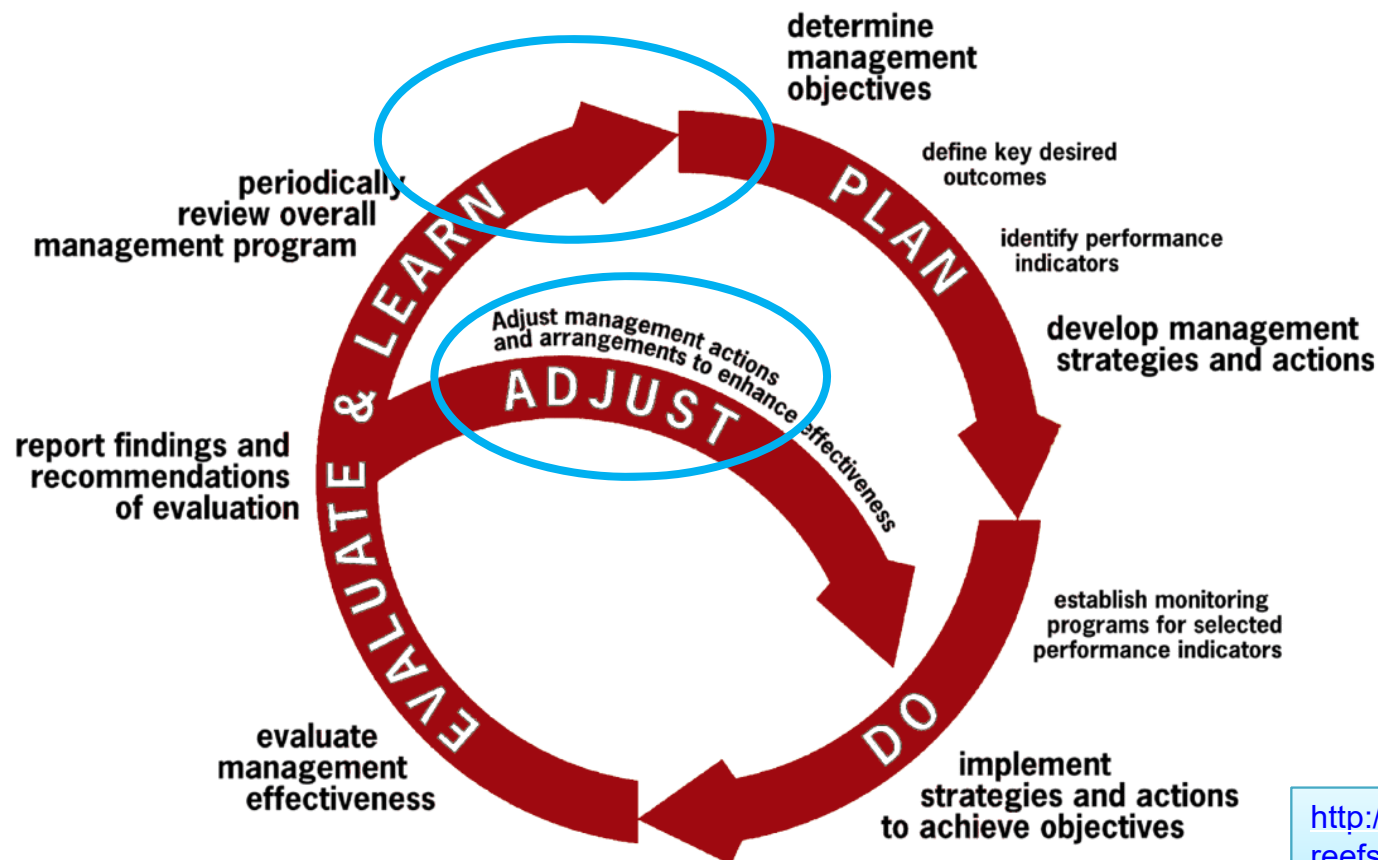 determine
management
objectives
define key desired
outcomes
identify performance
indicators
develop management
strategies and actions
PLAN
establish monitoring
programs for selected
performance indicators
DO
implement
strategies and actions
to achieve objectives
evaluate
management
effectiveness
report findings and
recommendations
of evaluation
periodically
review overall
management program
EVALUATE & LEARN
Adjust management actions
and arrangements to enhance effectiveness
ADJUST
http:/
reefs